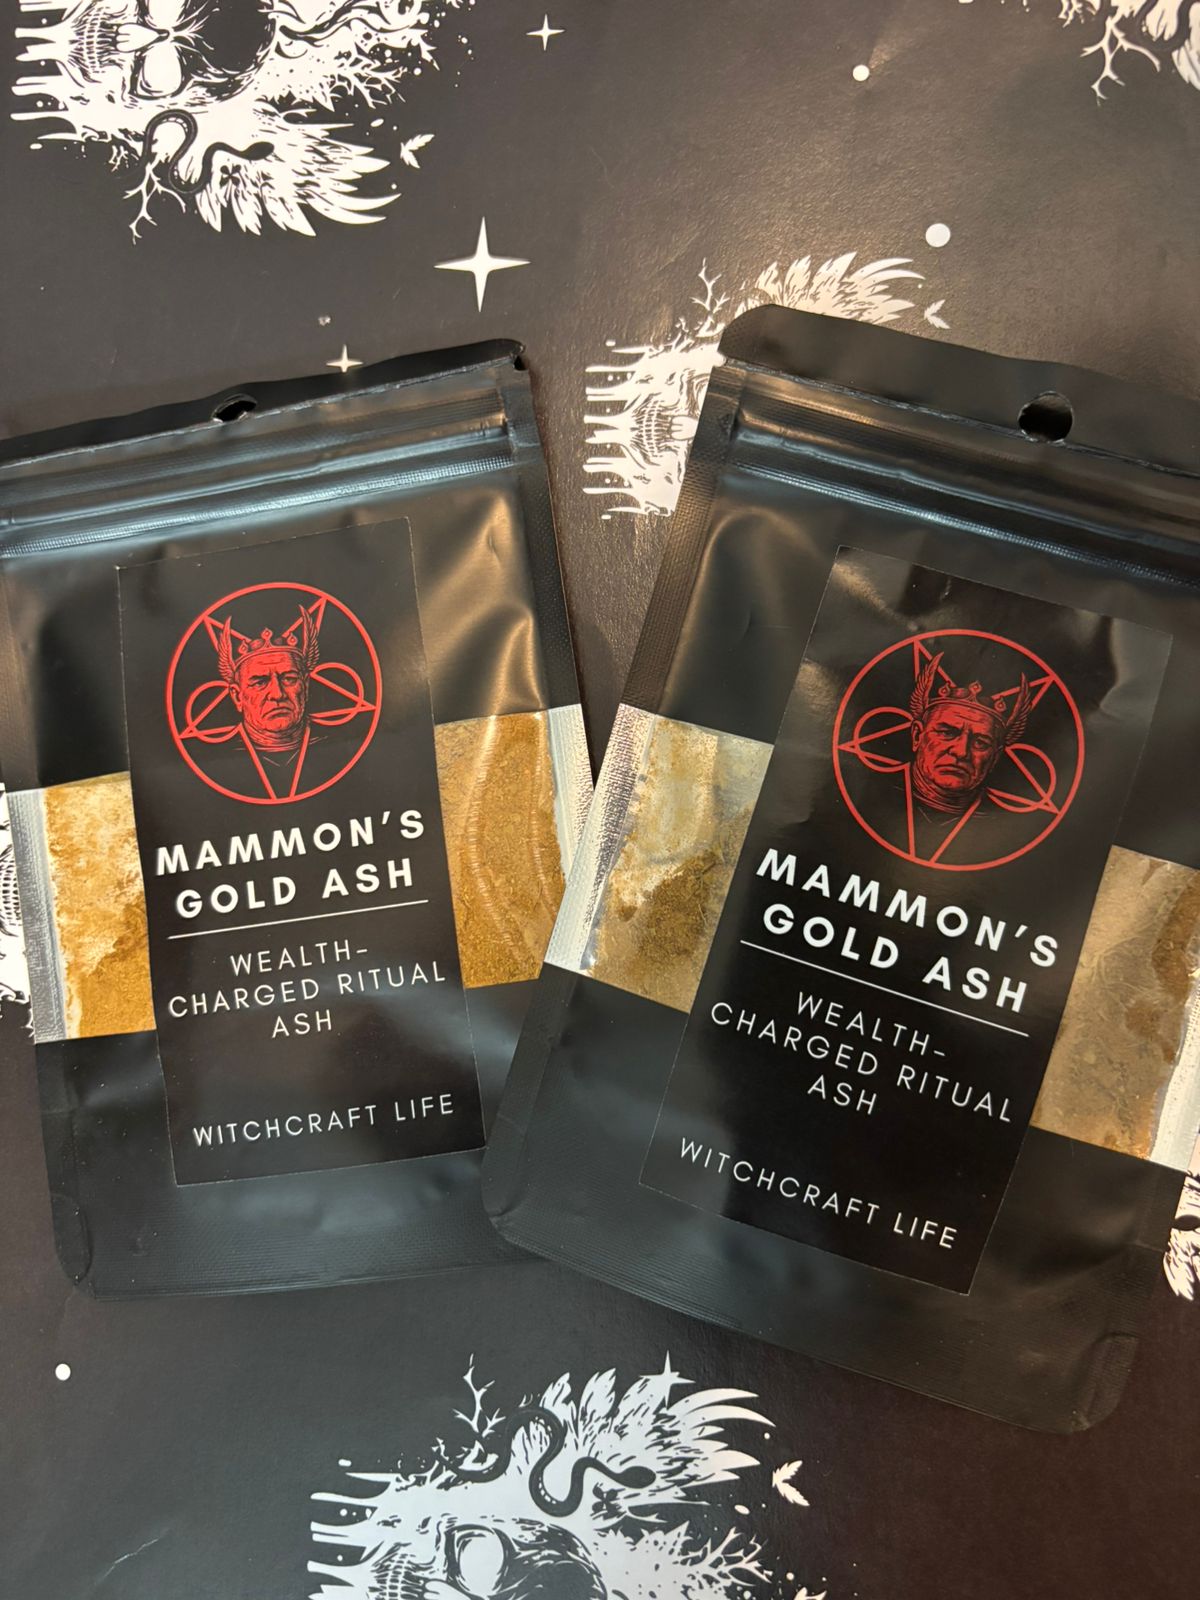 MAMMON'S
GOLD ASH
WEALTH-
CHARGED RITUAL
ASH
WITCHCRAFT LIFE
MAMMON'S
GOLD ASH
WEALTH-
CHARGED RITUAL
ASH
WITCHCRAFT LIFE